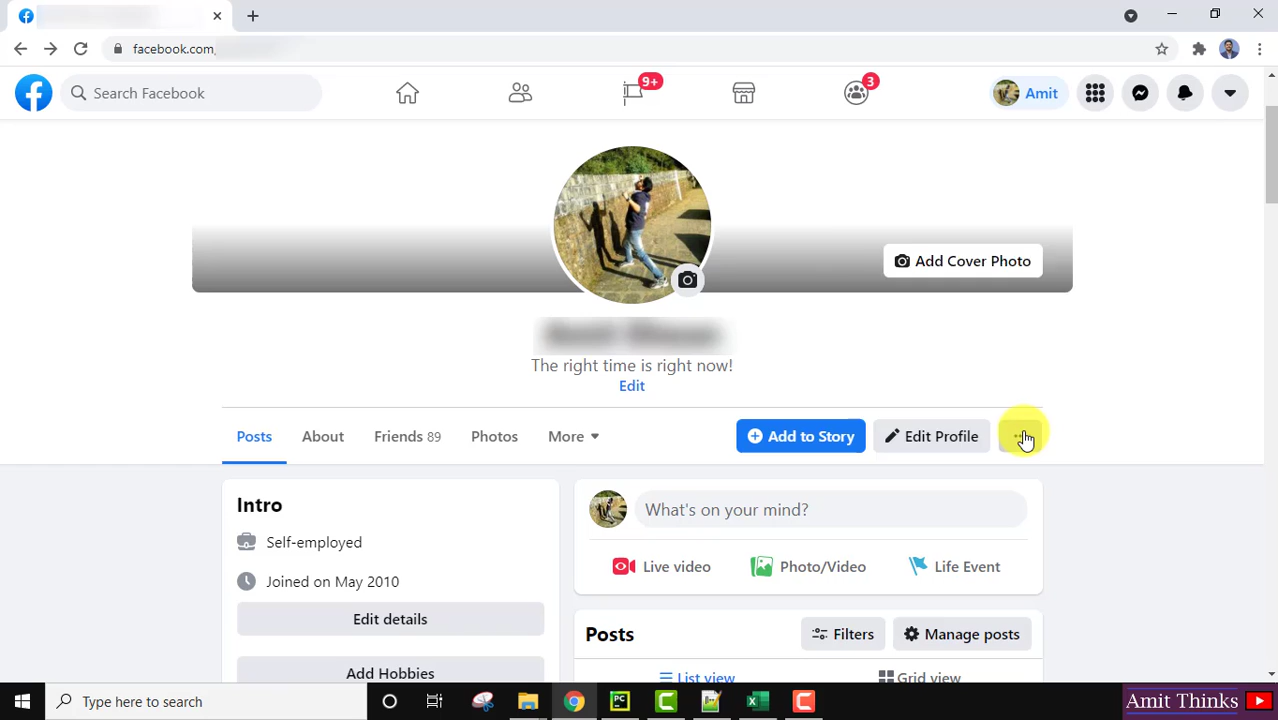 facebook.com
Search Facebook
9+
3
Amit
Add Cover Photo
The right time is right now!
Edit
Posts
About
Friends 89
Photos
More
Add to Story
Edit Profile
Intro
Self-employed
Joined on May 2010
Edit details
Add Hobbies
What's on your mind?
Live video
Photo/Video
Life Event
Posts
Filters
Manage posts
List view
Grid view
Type here to search
PC
Amit Thinks